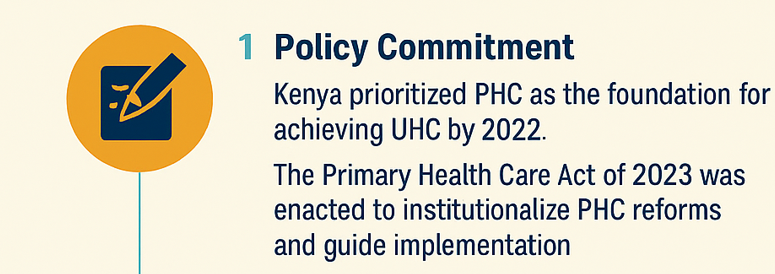 1 Policy Commitment
Kenya prioritized PHC as the foundation for
achieving UHC by 2022.
The Primary Health Care Act of 2023 was
enacted to institutionalize PHC reforms
and guide implementation